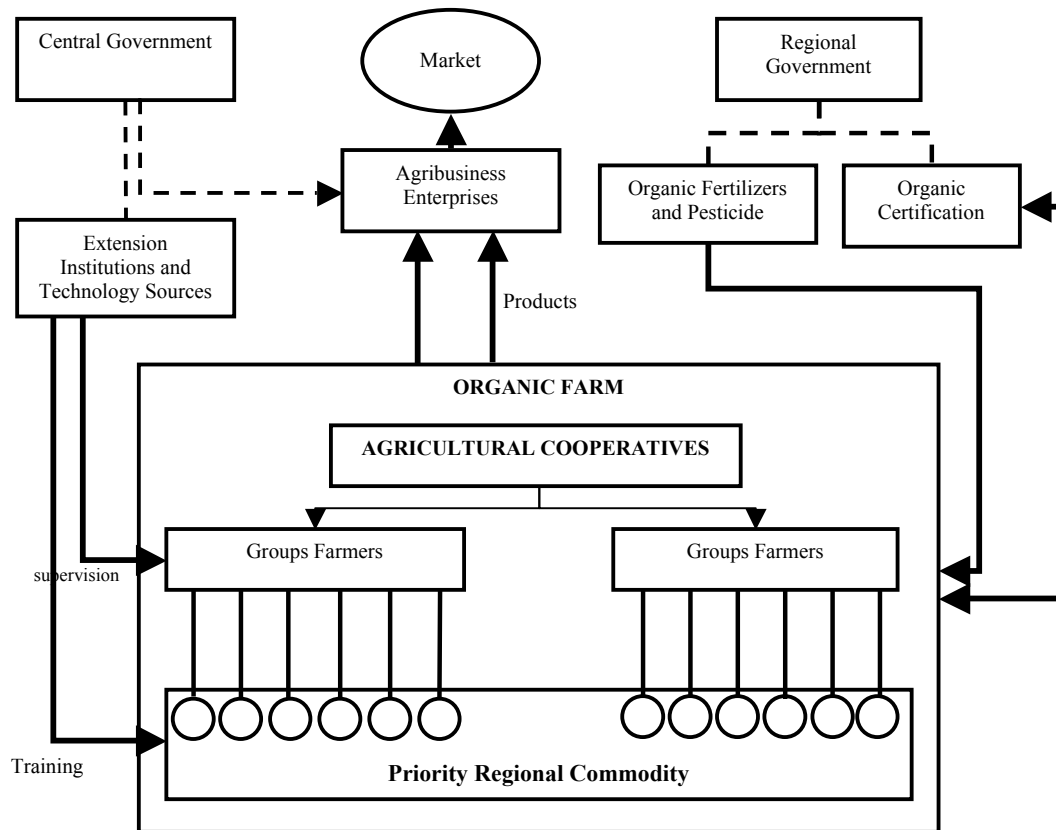 Central Government
Market
Regional
Government
Agribusiness
Enterprises
Organic Fertilizers
and Pesticide
Organic
Certification
Extension
Institutions and
Technology Sources
Products
ORGANIC FARM
AGRICULTURAL COOPERATIVES
Groups Farmers
Groups Farmers
supervision
Training
Priority Regional Commodity